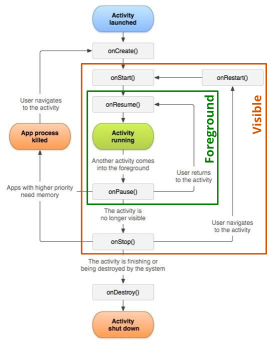 Activity
launched
onCreate()
onStart()
onRestart()
User navigates
to the activity
onResume()
App process
killed
Activity
running
Another activity comes
into the foreground
User returns
to the activity
Apps with higher priority
need memory
onPause()
The activity is
no longer visible
User navigates
to the activity
onStop()
The activity is finishing or
being destroyed by the system
onDestroy()
Activity
shut down
Foreground
Visible